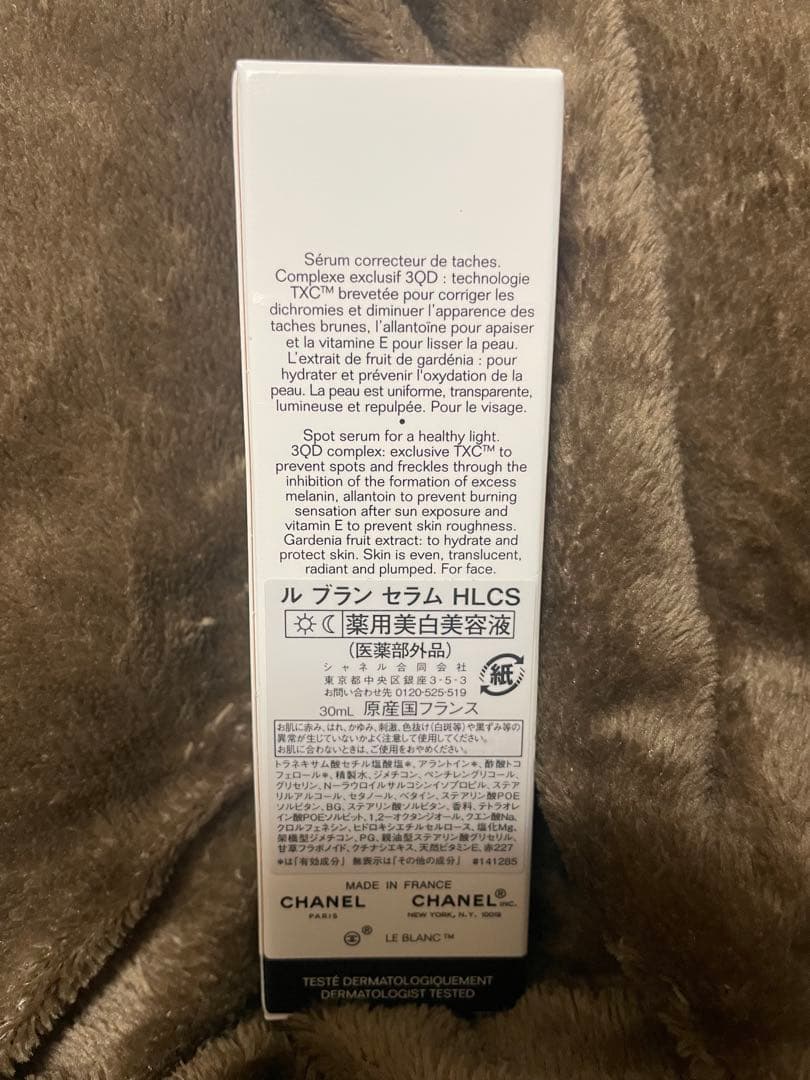 Sérum correcteur de taches.
Complexe exclusif 3QD : technologie
TXC™ brevetée pour corriger les
dichromies et diminuer l'apparence des
taches brunes, l'allantoïne pour apaiser
et la vitamine E pour lisser la peau.
L'extrait de fruit de gardénia : pour
hydrater et prévenir l'oxydation de la
peau. La peau est uniforme, transparente,
lumineuse et repulpée. Pour le visage.
•
Spot serum for a healthy light.
3QD complex: exclusive TXC™ to
prevent spots and freckles through the
inhibition of the formation of excess
melanin, allantoin to prevent burning
sensation after sun exposure and
vitamin E to prevent skin roughness.
Gardenia fruit extract: to hydrate and
protect skin. Skin is even, translucent,
radiant and plumped. For face.
ル ブラン セラム HLCS
薬用美白美容液
(医薬部外品)
シャネル合同会社
東京都中央区銀座3-5-3
お問い合わせ先 0120-525-519
紙
30mL 原産国フランス
お肌に赤み、はれ、かゆみ、刺激、色抜け(白斑等)や黒ずみ等の
異常が生じていないかよく注意して使用してください。
お肌に合わないときは、ご使用をおやめください。
トラネキサム酸セチル塩酸塩*、アラントイン*、酢酸トコ
フェロール*、精製水、ジメチコン、ペンチレングリコール、
グリセリン、N-ラウロイルサルコシンイソプロピル、ステア
リルアルコール、セタノール、ベタイン、ステアリン酸POE
ソルビタン、BG、ステアリン酸ソルビタン、香料、テトラオレ
イン酸POEソルビット、1,2-オクタンジオール、クエン酸Na、
クロルフェネシン、ヒドロキシエチルセルロース、塩化Mg、
架橋型ジメチコン、PG、親油型ステアリン酸グリセリル、
甘草フラボノイド、クチナシエキス、天然ビタミンE、赤227
*は「有効成分」 無表示は「その他の成分」 #141285
MADE IN FRANCE
CHANEL CHANEL® INC.
PARIS NEW YORK, N.Y. 10019
® LE BLANC™
TESTÉ DERMATOLOGIQUEMENT
DERMATOLOGIST TESTED